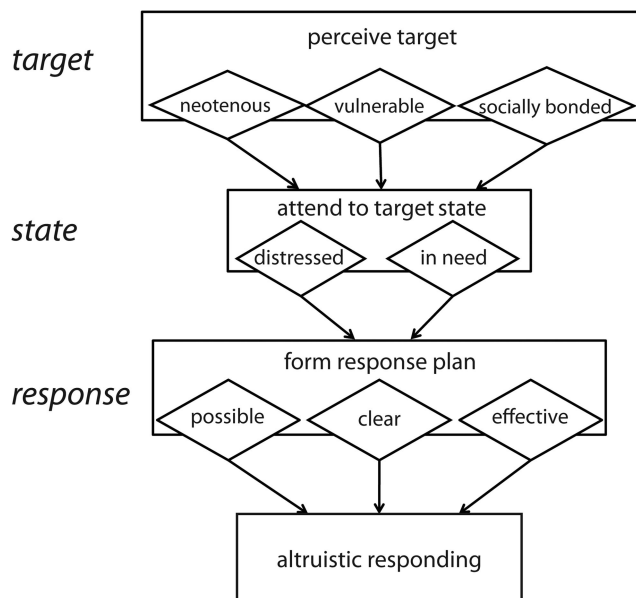 target
perceive target
neotenous
vulnerable
socially bonded
state
attend to target state
distressed
in need
response
form response plan
possible
clear
effective
altruistic responding